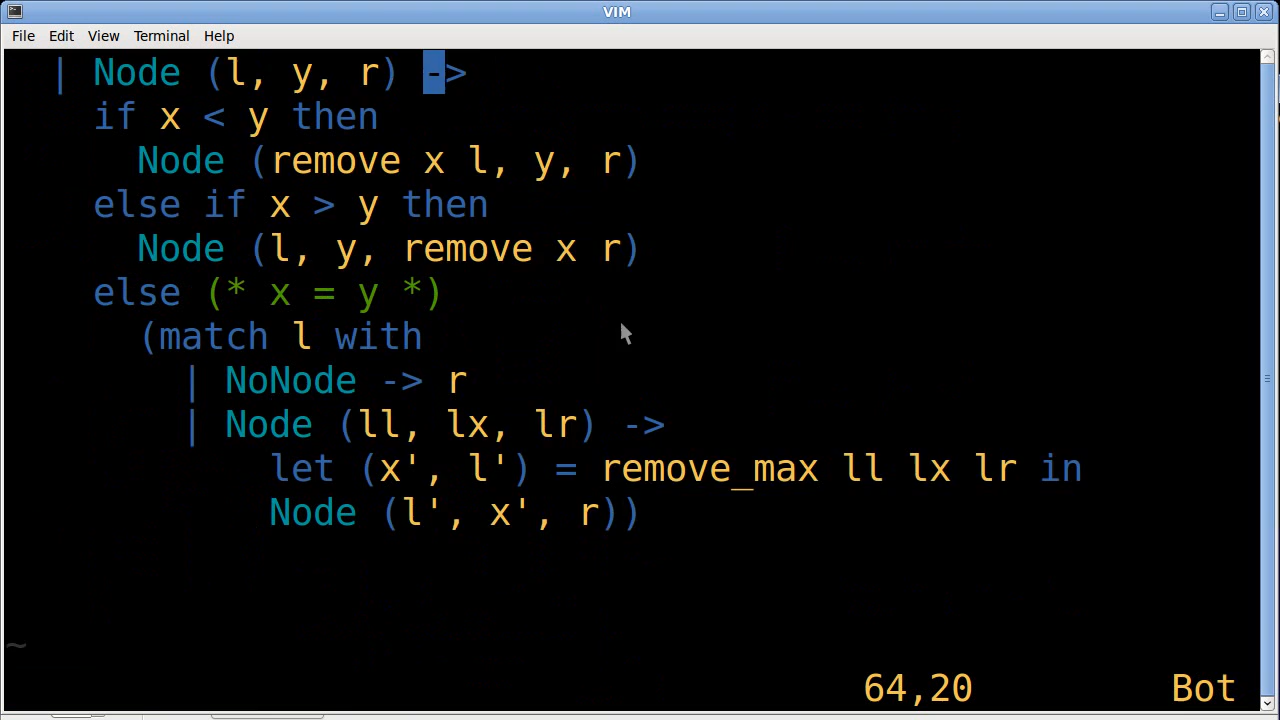 VIM
File Edit View Terminal Help
| Node (l, y, r) ->
if x < y then
Node (remove x l, y, r)
else if x > y then
Node (l, y, remove x r)
else (* x = y *)
(match l with
| NoNode -> r
| Node (ll, lx, lr) ->
let (x', l') = remove_max ll lx lr in
Node (l', x', r))
~
64,20 Bot